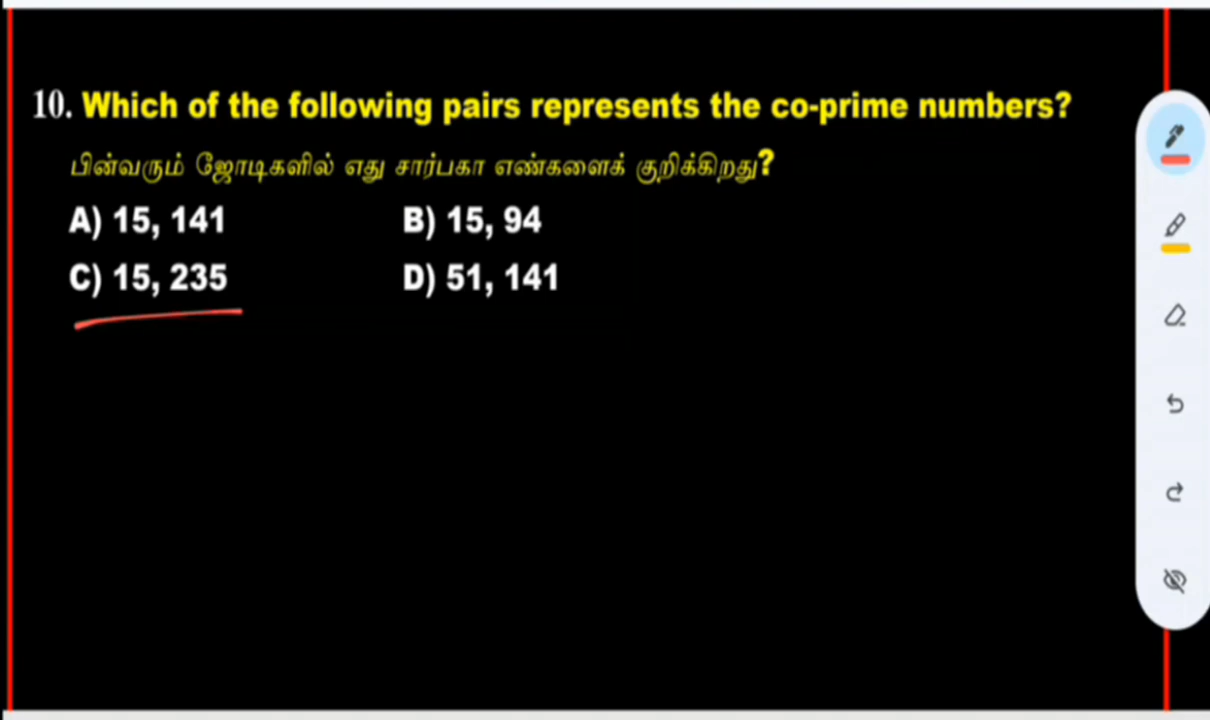 10. Which of the following pairs represents the co-prime numbers?
பின்வரும் ஜோடிகளில் எது சார்பகா எண்களைக் குறிக்கிறது?
A) 15, 141 B) 15, 94
C) 15, 235 D) 51, 141